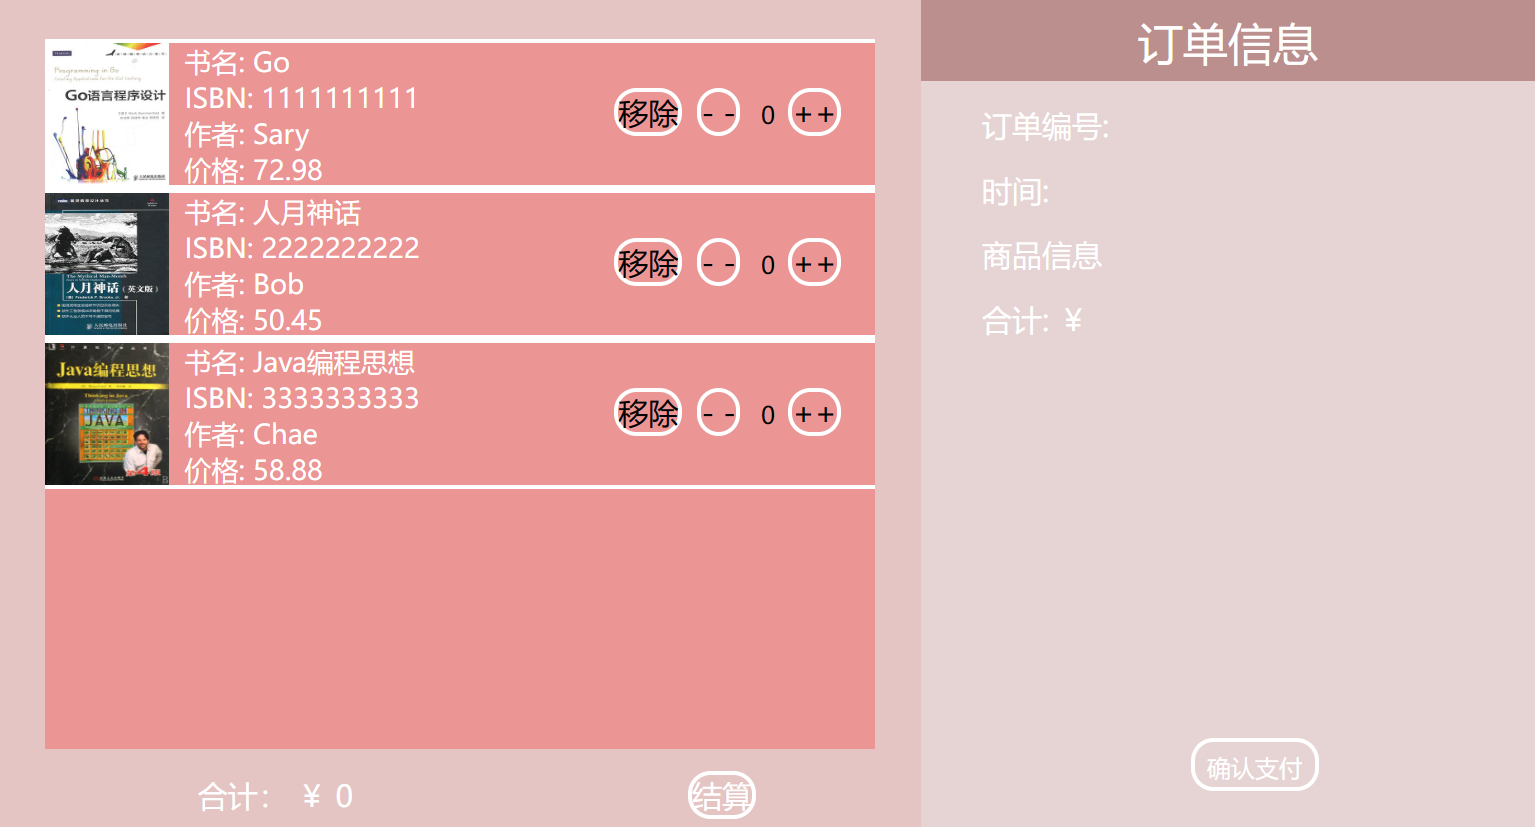 Programming in Go
Go语言程序设计
书名: Go
ISBN: 1111111111
作者: Sary
价格: 72.98
移除
- -
0
++
The Mythical Man-Month
人月神话(英文版)
书名: 人月神话
ISBN: 2222222222
作者: Bob
价格: 50.45
移除
- -
0
++
Java编程思想
Thinking in Java
JAVA
书名: Java编程思想
ISBN: 3333333333
作者: Chae
价格: 58.88
移除
- -
0
++
合计: ¥ 0
结算
订单信息
订单编号:
时间:
商品信息
合计: ¥
确认支付